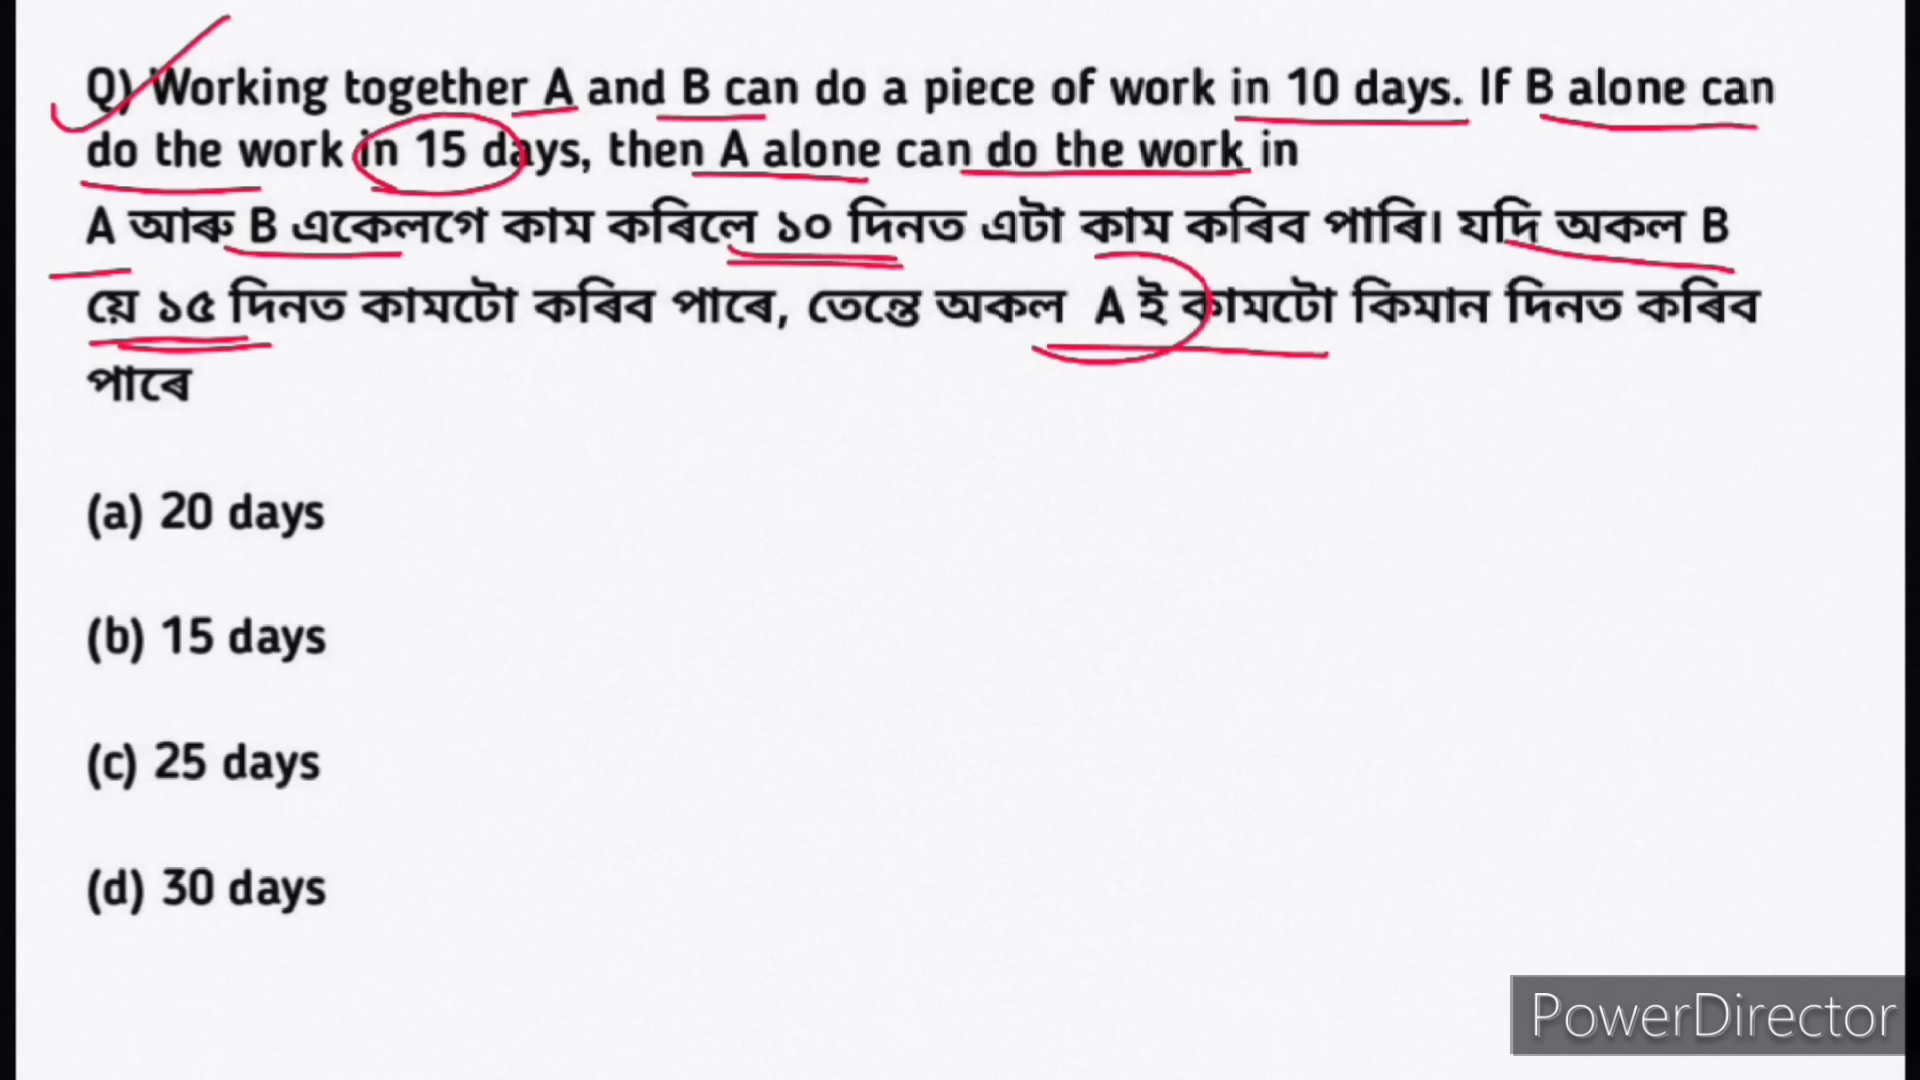 Q) Working together A and B can do a piece of work in 10 days. If B alone can
do the work in 15 days, then A alone can do the work in
A আৰু B একেলগে কাম কৰিলে ১০ দিনত এটা কাম কৰিব পাৰি। যদি অকল B
য়ে ১৫ দিনত কামটো কৰিব পাৰে, তেন্তে অকল A ই কামটো কিমান দিনত কৰিব
পাৰে
(a) 20 days
(b) 15 days
(c) 25 days
(d) 30 days
PowerDirector